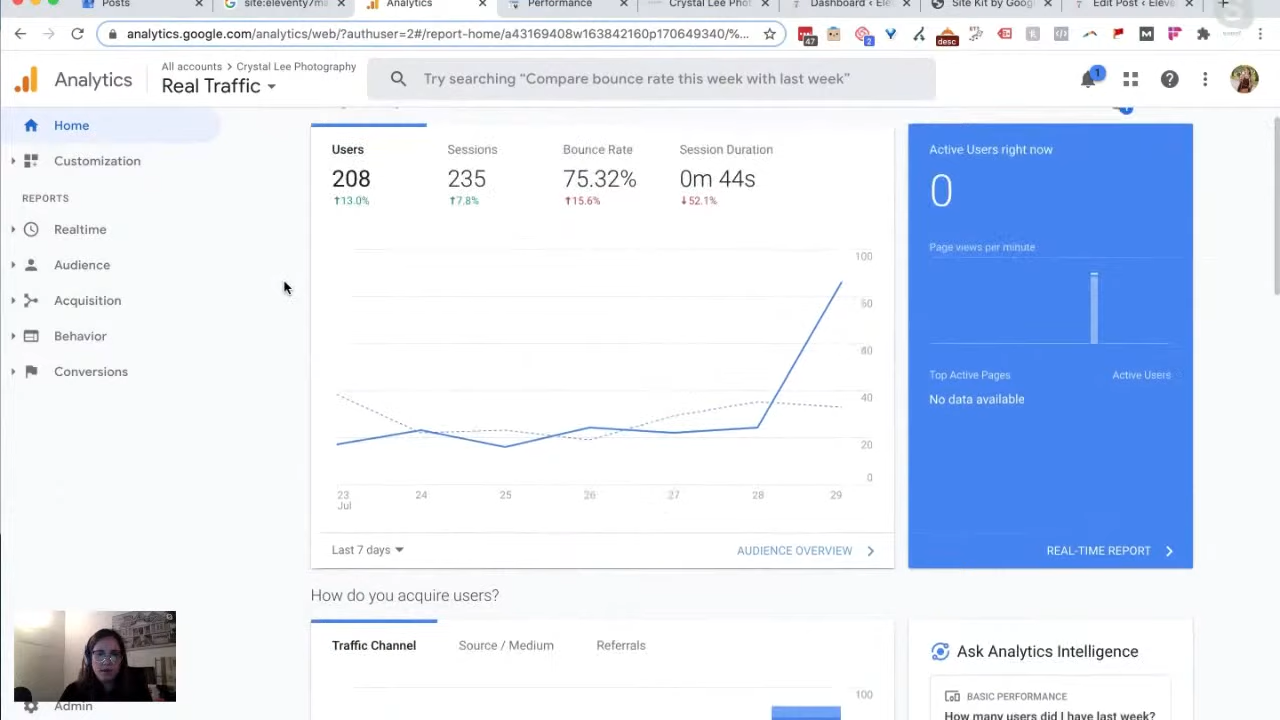 Posts
site:eleventy7ma
Analytics
Performance
Crystal Lee Phot
Dashboard ‹ Ele
Site Kit by Goog
Edit Post ‹ Elev
analytics.google.com/analytics/web/?authuser=2#/report-home/a43169408w163842160p170649340/%...
47
2
desc
Analytics
All accounts > Crystal Lee Photography
Real Traffic
Try searching “Compare bounce rate this week with last week”
1
Home
Customization
REPORTS
Realtime
Audience
Acquisition
Behavior
Conversions
Admin
Users
208
13.0%
Sessions
235
7.8%
Bounce Rate
75.32%
15.6%
Session Duration
0m 44s
52.1%
100
60
40
20
0
23
Jul
24
25
26
27
28
29
Last 7 days
AUDIENCE OVERVIEW
Active Users right now
0
Page views per minute
Top Active Pages
Active Users
No data available
REAL-TIME REPORT
How do you acquire users?
Traffic Channel
Source / Medium
Referrals
100
Ask Analytics Intelligence
BASIC PERFORMANCE
How many users did I have last week?